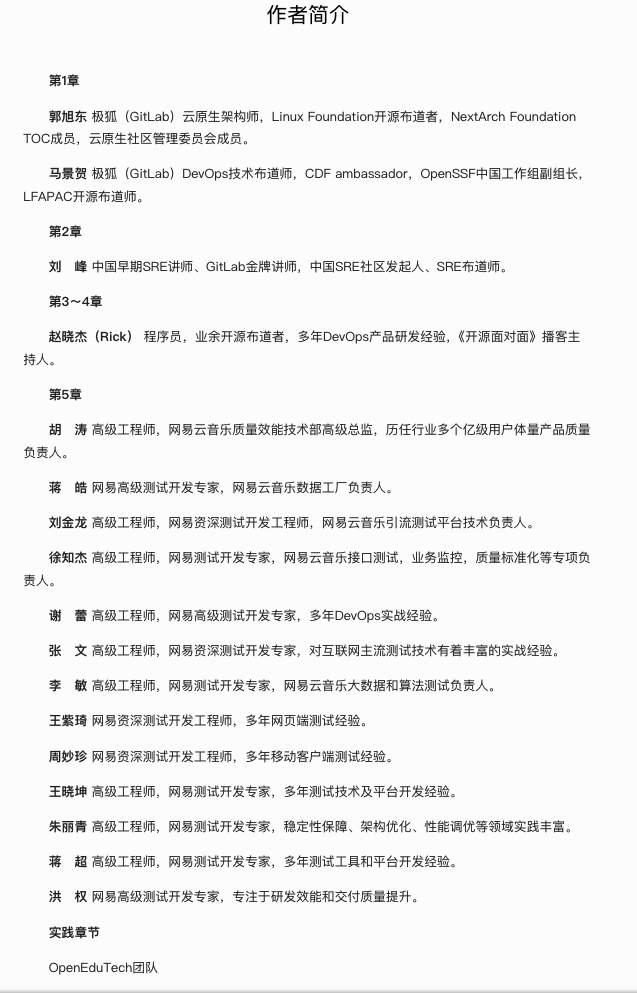 作者简介
第1章
郭旭东 极狐（GitLab）云原生架构师，Linux Foundation开源布道者，NextArch Foundation
TOC成员，云原生社区管理委员会成员。
马景贺 极狐（GitLab）DevOps技术布道师，CDF ambassador，OpenSSF中国工作组副组长，
LFAPAC开源布道师。
第2章
刘　峰 中国早期SRE讲师、GitLab金牌讲师，中国SRE社区发起人、SRE布道师。
第3～4章
赵晓杰（Rick） 程序员，业余开源布道者，多年DevOps产品研发经验，《开源面对面》播客主
持人。
第5章
胡　涛 高级工程师，网易云音乐质量效能技术部高级总监，历任行业多个亿级用户体量产品质量
负责人。
蒋　皓 网易高级测试开发专家，网易云音乐数据工厂负责人。
刘金龙 高级工程师，网易资深测试开发工程师，网易云音乐引流测试平台技术负责人。
徐知杰 高级工程师，网易测试开发专家，网易云音乐接口测试，业务监控，质量标准化等专项负
责人。
谢　蕾 高级工程师，网易高级测试开发专家，多年DevOps实战经验。
张　文 高级工程师，网易资深测试开发专家，对互联网主流测试技术有着丰富的实战经验。
李　敏 高级工程师，网易测试开发专家，网易云音乐大数据和算法测试负责人。
王紫琦 网易资深测试开发工程师，多年网页端测试经验。
周妙珍 网易资深测试开发工程师，多年移动客户端测试经验。
王晓坤 高级工程师，网易测试开发专家，多年测试技术及平台开发经验。
朱丽青 高级工程师，网易测试开发专家，稳定性保障、架构优化、性能调优等领域实践丰富。
蒋　超 高级工程师，网易测试开发专家，多年测试工具和平台开发经验。
洪　权 网易高级测试开发专家，专注于研发效能和交付质量提升。
实践章节
OpenEduTech团队